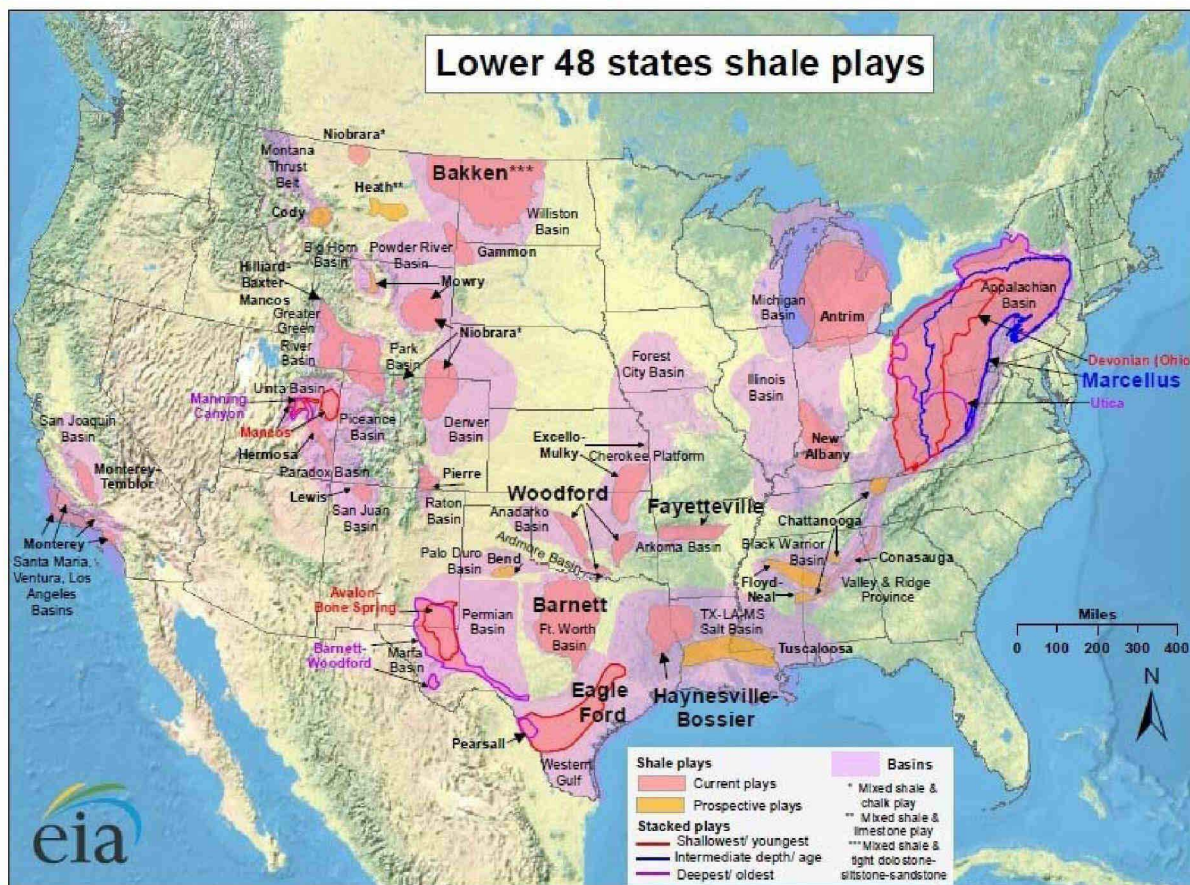 Lower 48 states shale plays
Niobrara*
Montana
Thrust
Belt
Bakken***
Heath**
Cody
Williston
Basin
Big Horn
Basin
Powder River
Basin
Gammon
Hilliard-
Baxter
Mancos
Mowry
Greater
Green
River
Basin
Niobrara*
Park
Basin
Michigan
Basin
Antrim
Appalachian
Basin
Devonian (Ohio
Marcellus
Utica
Forest
City Basin
Illinois
Basin
Uinta Basin
Manning
Canyon
San Joaquin
Basin
Mancos
Piceance
Basin
Denver
Basin
Hermosa
Excello-
Mulky
Cherokee Platform
New
Albany
Monterey-
Temblor
Paradox Basin
Pierre
Lewis
San Juan
Basin
Raton
Basin
Woodford
Anadarko
Basin
Fayetteville
Arkoma Basin
Chattanooga
Black Warrior
Basin
Conasauga
Monterey
Santa Maria,
Ventura, Los
Angeles
Basins
Palo Duro
Basin
Bend
Ardmore Basin
Floyd-
Neal
Valley & Ridge
Province
Avalon-
Bone Spring
Permian
Basin
Barnett
Ft. Worth
Basin
TX-LA-MS
Salt Basin
Tuscaloosa
Miles
0 100 200 300 400
Barnett-
Woodford
Marfa
Basin
Eagle
Ford
Haynesville-
Bossier
N
Pearsall
Western
Gulf
Shale plays
Current plays
Prospective plays
Stacked plays
Shallowest/ youngest
Intermediate depth/ age
Deepest/ oldest
Basins
* Mixed shale &
chalk play
** Mixed shale &
limestone play
***Mixed shale &
tight dolostone-
siltstone-sandstone
eia